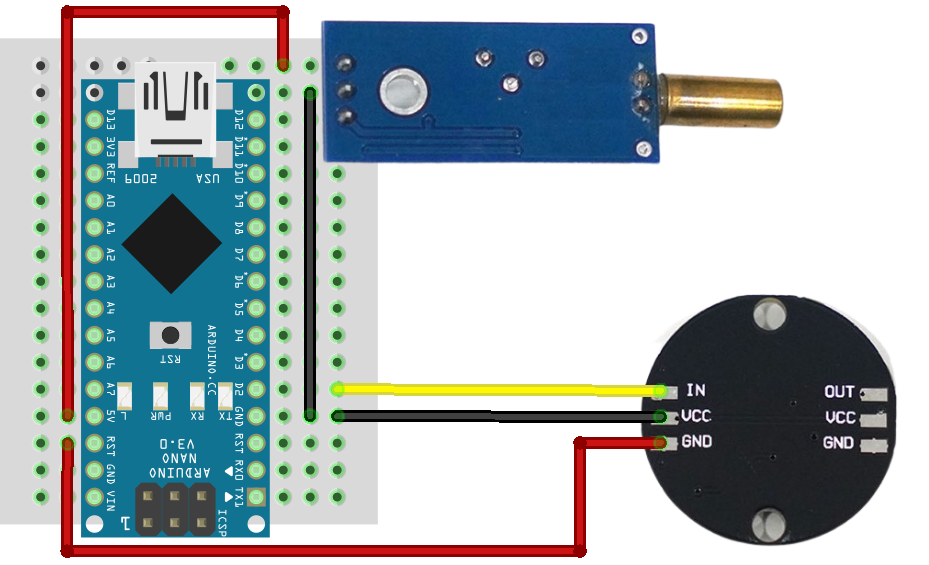 D13 D12
3V3 D11
REF D10
2009 USA
A0 D9
A1 D8
A2 D7
A3 D6
A4 D5
A5 D4
RST
ARDUINO.CC
A6 D3
A7 D2
L PWR RX TX
5V GND
RST RST
V3.0
NANO
ARDUINO
GND RX0
VIN TX1
1
ICSP
IN OUT
VCC VCC
GND GND